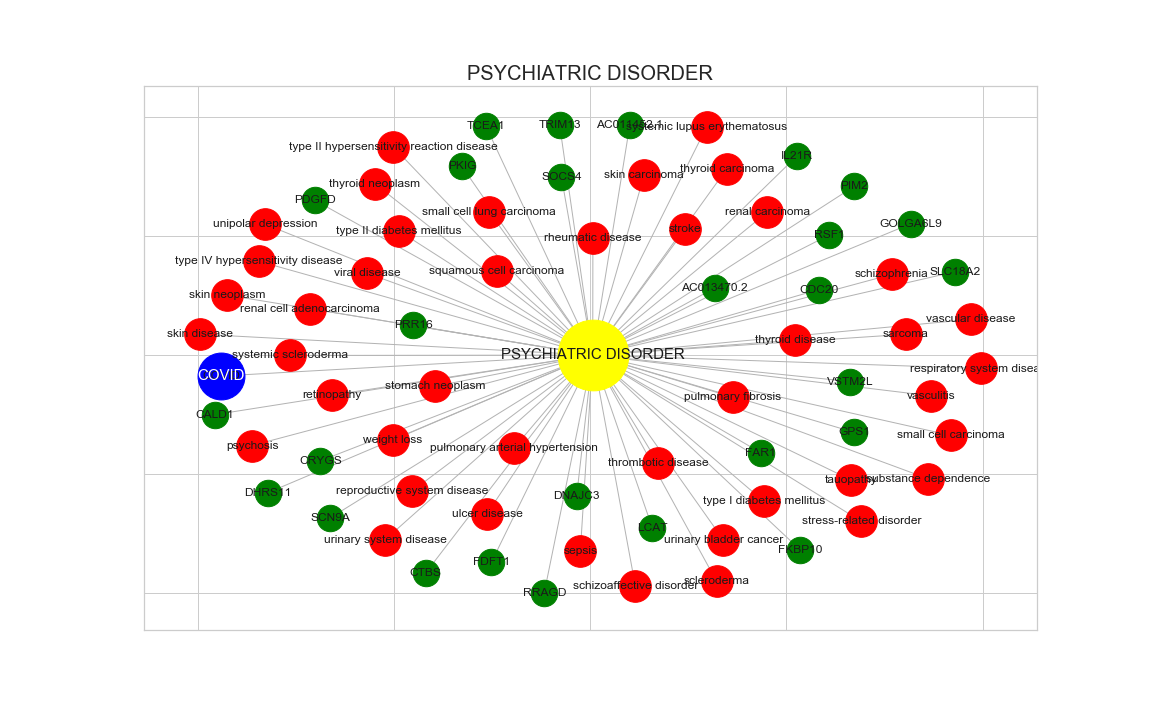 PSYCHIATRIC DISORDER
TCEA1
TRIM13
AC011452.1
systemic lupus erythematosus
type II hypersensitivity reaction disease
IL21R
PKIG
SOCS4
skin carcinoma
thyroid carcinoma
thyroid neoplasm
PIM2
PDGFD
small cell lung carcinoma
renal carcinoma
unipolar depression
type II diabetes mellitus
rheumatic disease
stroke
RSF1
GOLGA6L9
type IV hypersensitivity disease
viral disease
squamous cell carcinoma
schizophrenia
SLC18A2
skin neoplasm
AC013470.2
CDC20
renal cell adenocarcinoma
PRR16
vascular disease
skin disease
thyroid disease
sarcoma
systemic scleroderma
PSYCHIATRIC DISORDER
COVID
respiratory system disea
retinopathy
stomach neoplasm
pulmonary fibrosis
VSTM2L
vasculitis
CALD1
psychosis
weight loss
pulmonary arterial hypertension
GPS1
small cell carcinoma
CRYGS
thrombotic disease
FAR1
DHRS11
reproductive system disease
DNAJC3
type I diabetes mellitus
tauopathy
substance dependence
SCN9A
ulcer disease
LCAT
stress-related disorder
urinary system disease
sepsis
urinary bladder cancer
FKBP10
CTBS
FDFT1
RRAGD
schizoaffective disorder
scleroderma